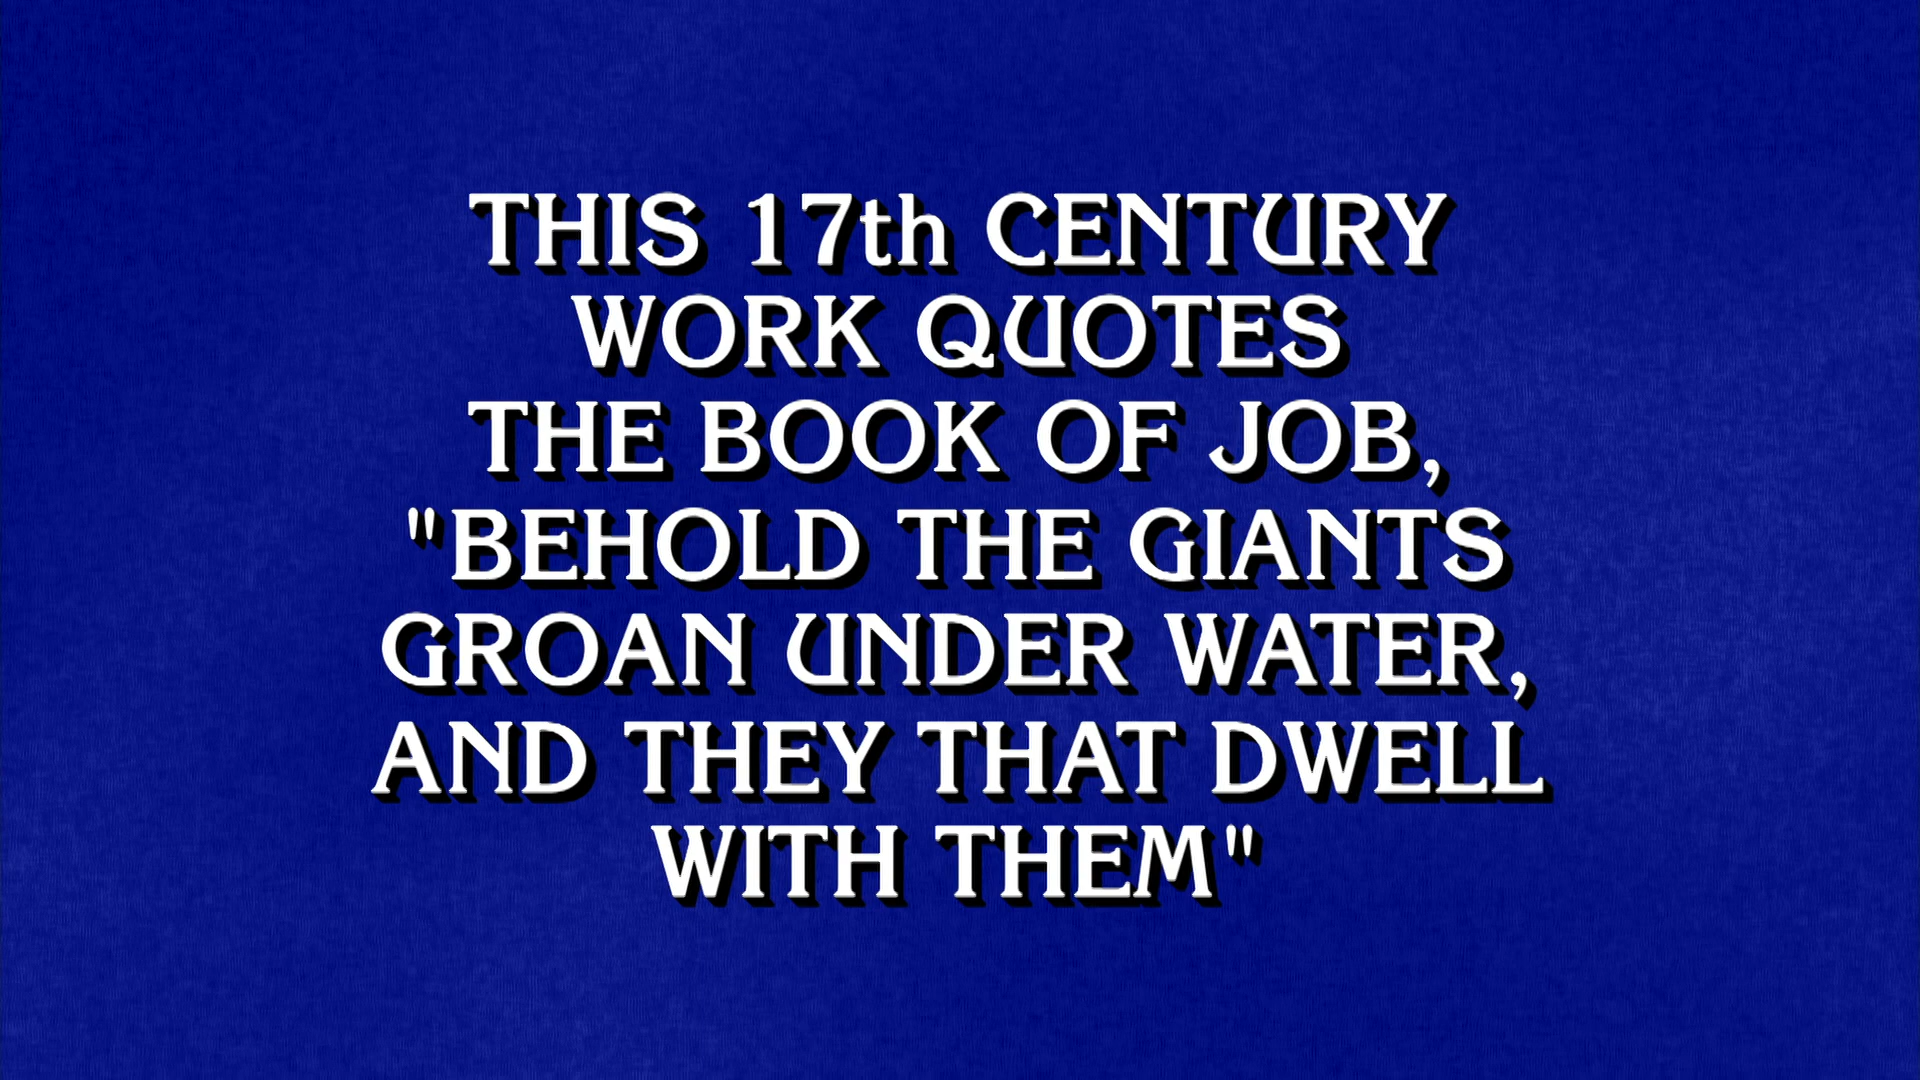 THIS 17th CENTURY
WORK QUOTES
THE BOOK OF JOB,
"BEHOLD THE GIANTS
GROAN UNDER WATER,
AND THEY THAT DWELL
WITH THEM"